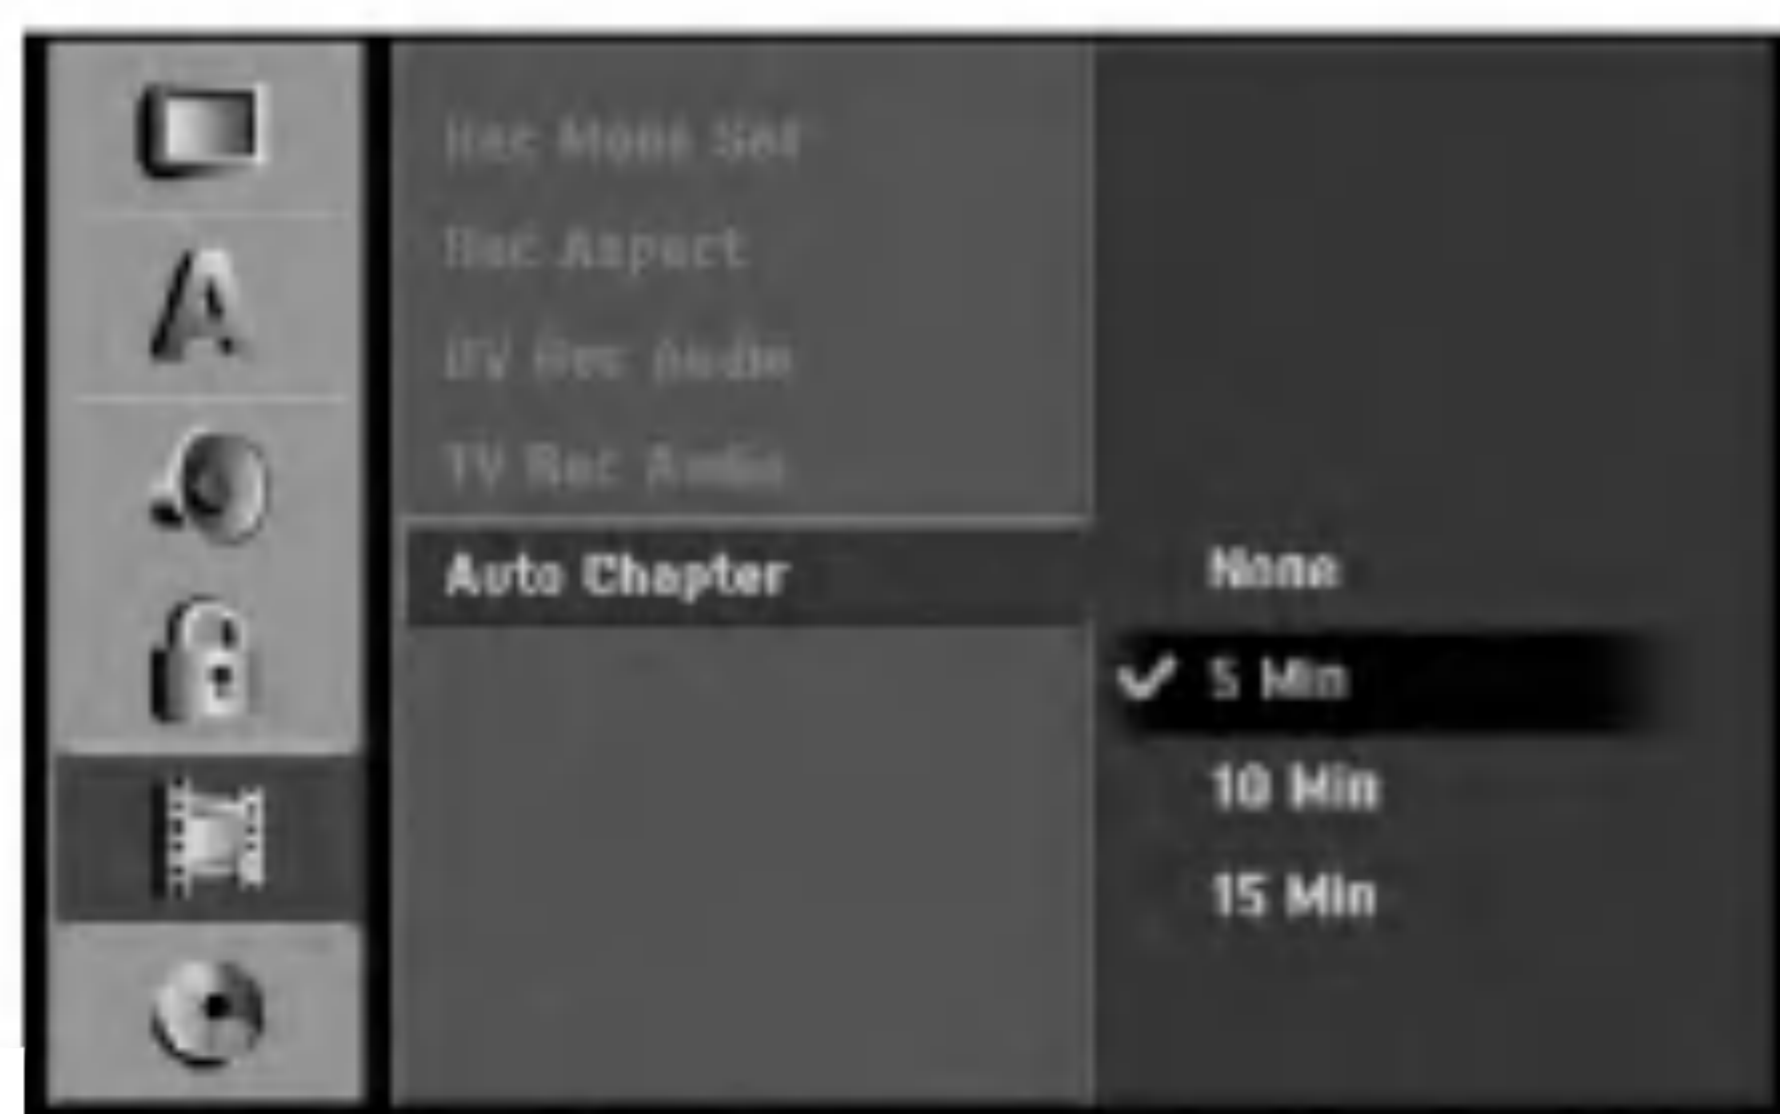 Rec Mode Set
Rec Aspect
DV Rec Audio
TV Rec Audio
Auto Chapter
None
5 Min
10 Min
15 Min